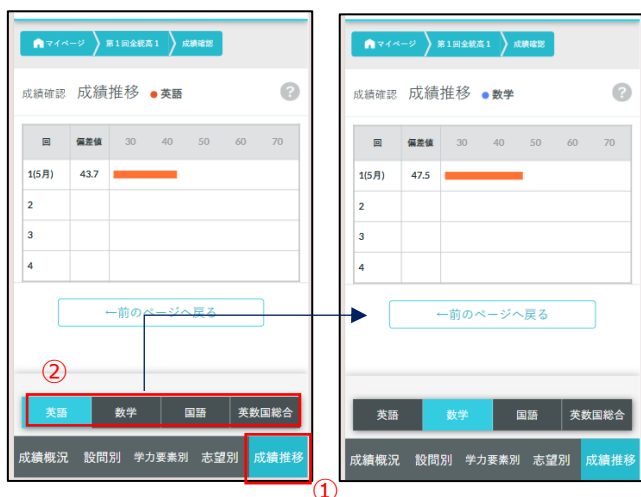 マイページ 第1回全統高1 成績確認
成績確認 成績推移 ●英語 ?
回 偏差値 30 40 50 60 70
1(5月) 43.7
2
3
4
←前のページへ戻る
②
英語 数学 国語 英数国総合
成績概況 設問別 学力要素別 志望別 成績推移
①
マイページ 第1回全統高1 成績確認
成績確認 成績推移 ●数学 ?
回 偏差値 30 40 50 60 70
1(5月) 47.5
2
3
4
←前のページへ戻る
英語 数学 国語 英数国総合
成績概況 設問別 学力要素別 志望別 成績推移